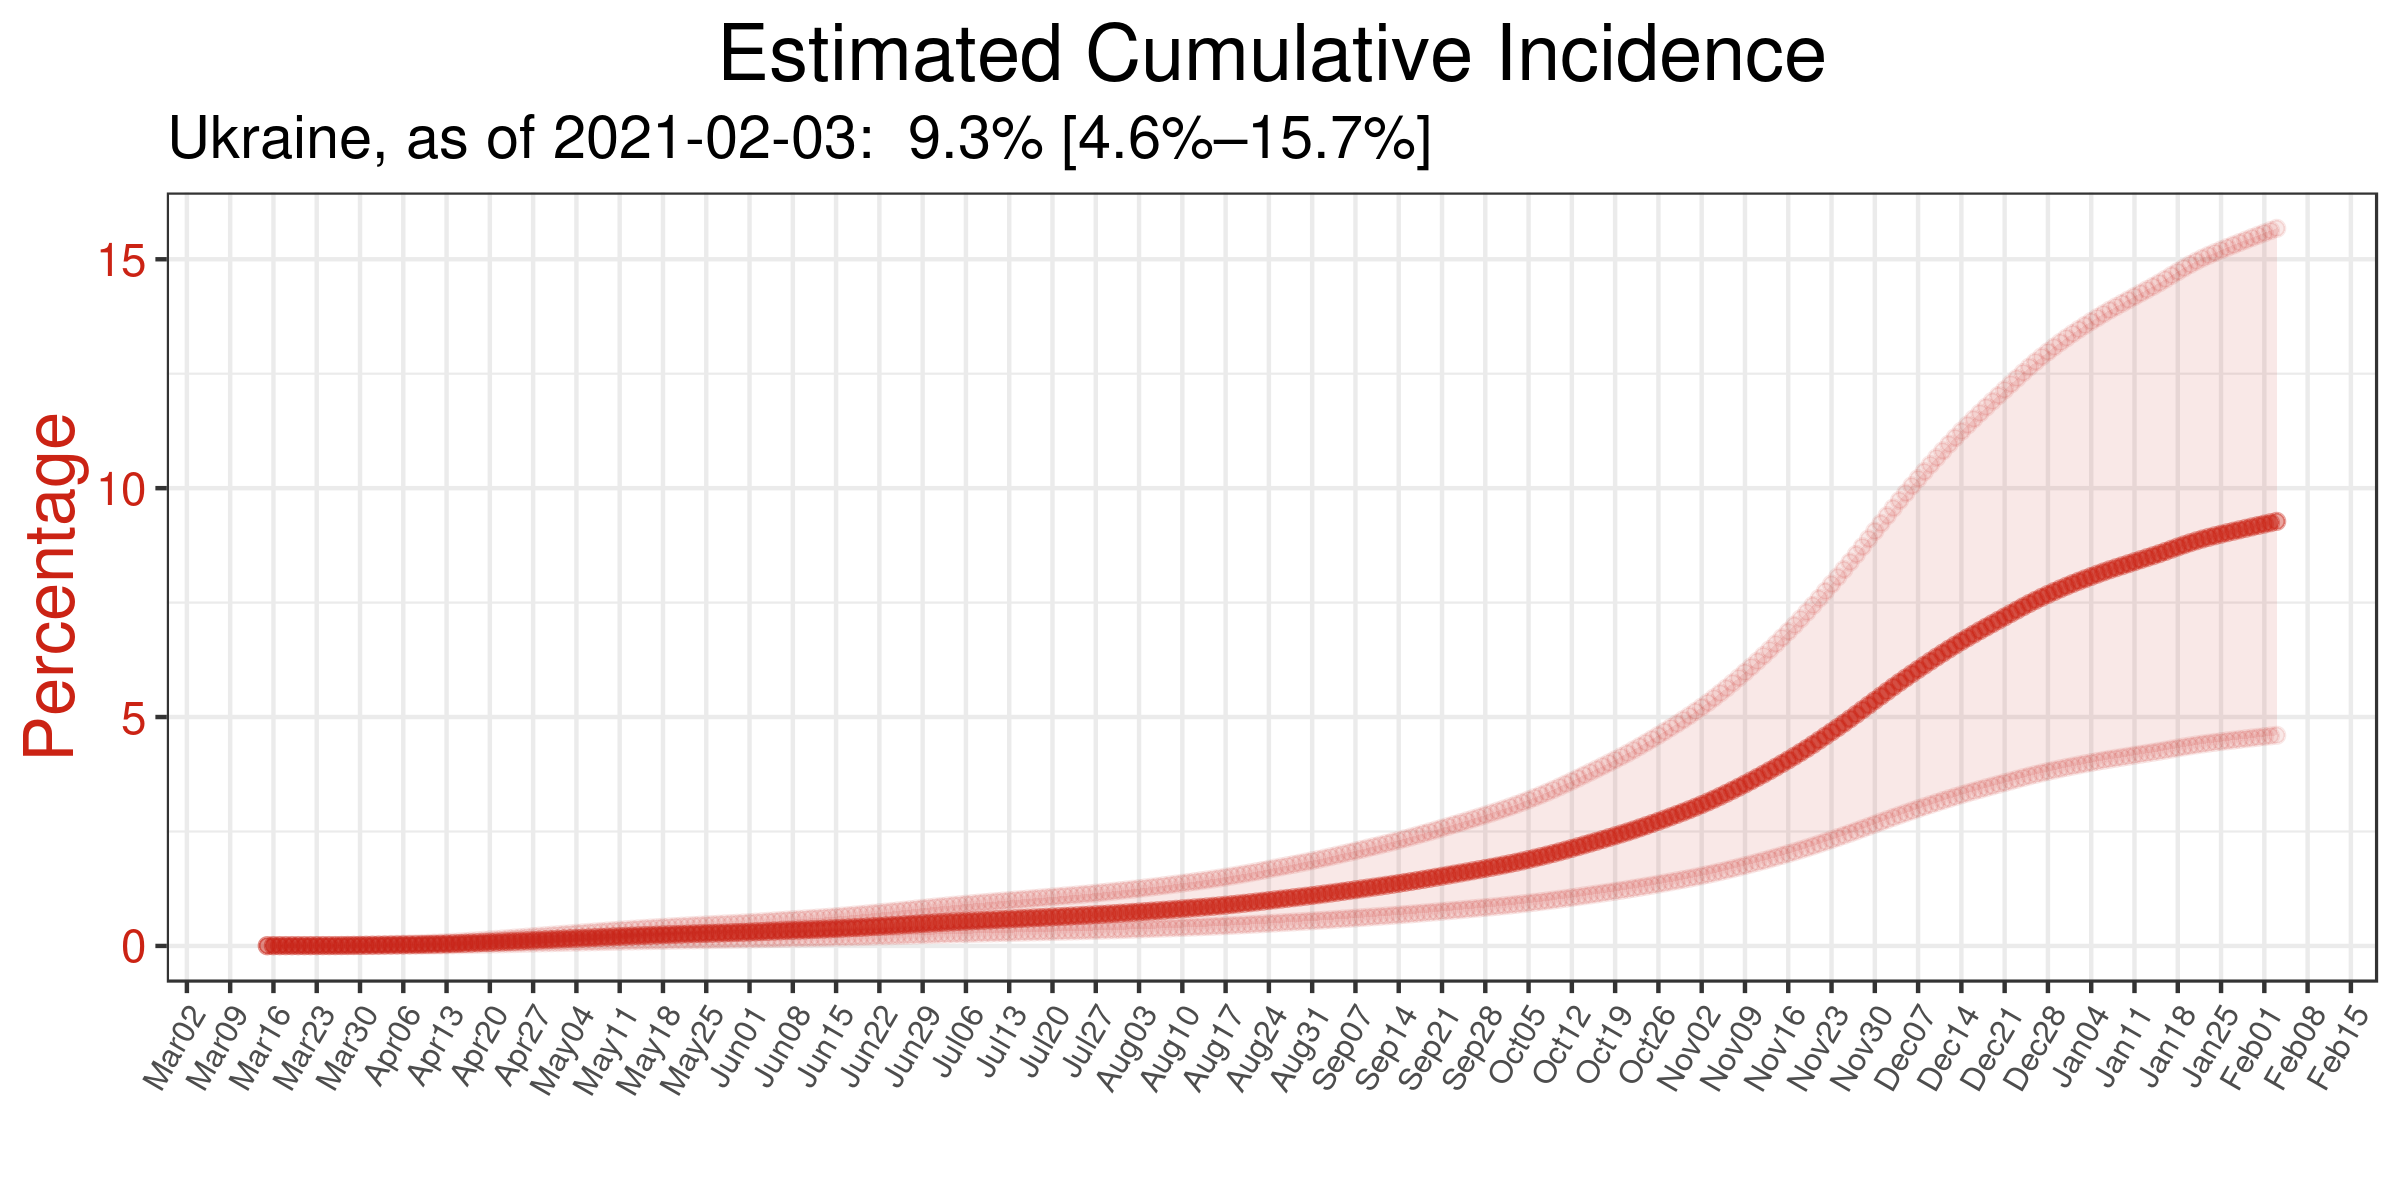 Estimated Cumulative Incidence
Ukraine, as of 2021-02-03:  9.3% [4.6%–15.7%]
Percentage
15
10
5
0
Mar02
Mar09
Mar16
Mar23
Mar30
Apr06
Apr13
Apr20
Apr27
May04
May11
May18
May25
Jun01
Jun08
Jun15
Jun22
Jun29
Jul06
Jul13
Jul20
Jul27
Aug03
Aug10
Aug17
Aug24
Aug31
Sep07
Sep14
Sep21
Sep28
Oct05
Oct12
Oct19
Oct26
Nov02
Nov09
Nov16
Nov23
Nov30
Dec07
Dec14
Dec21
Dec28
Jan04
Jan11
Jan18
Jan25
Feb01
Feb08
Feb15